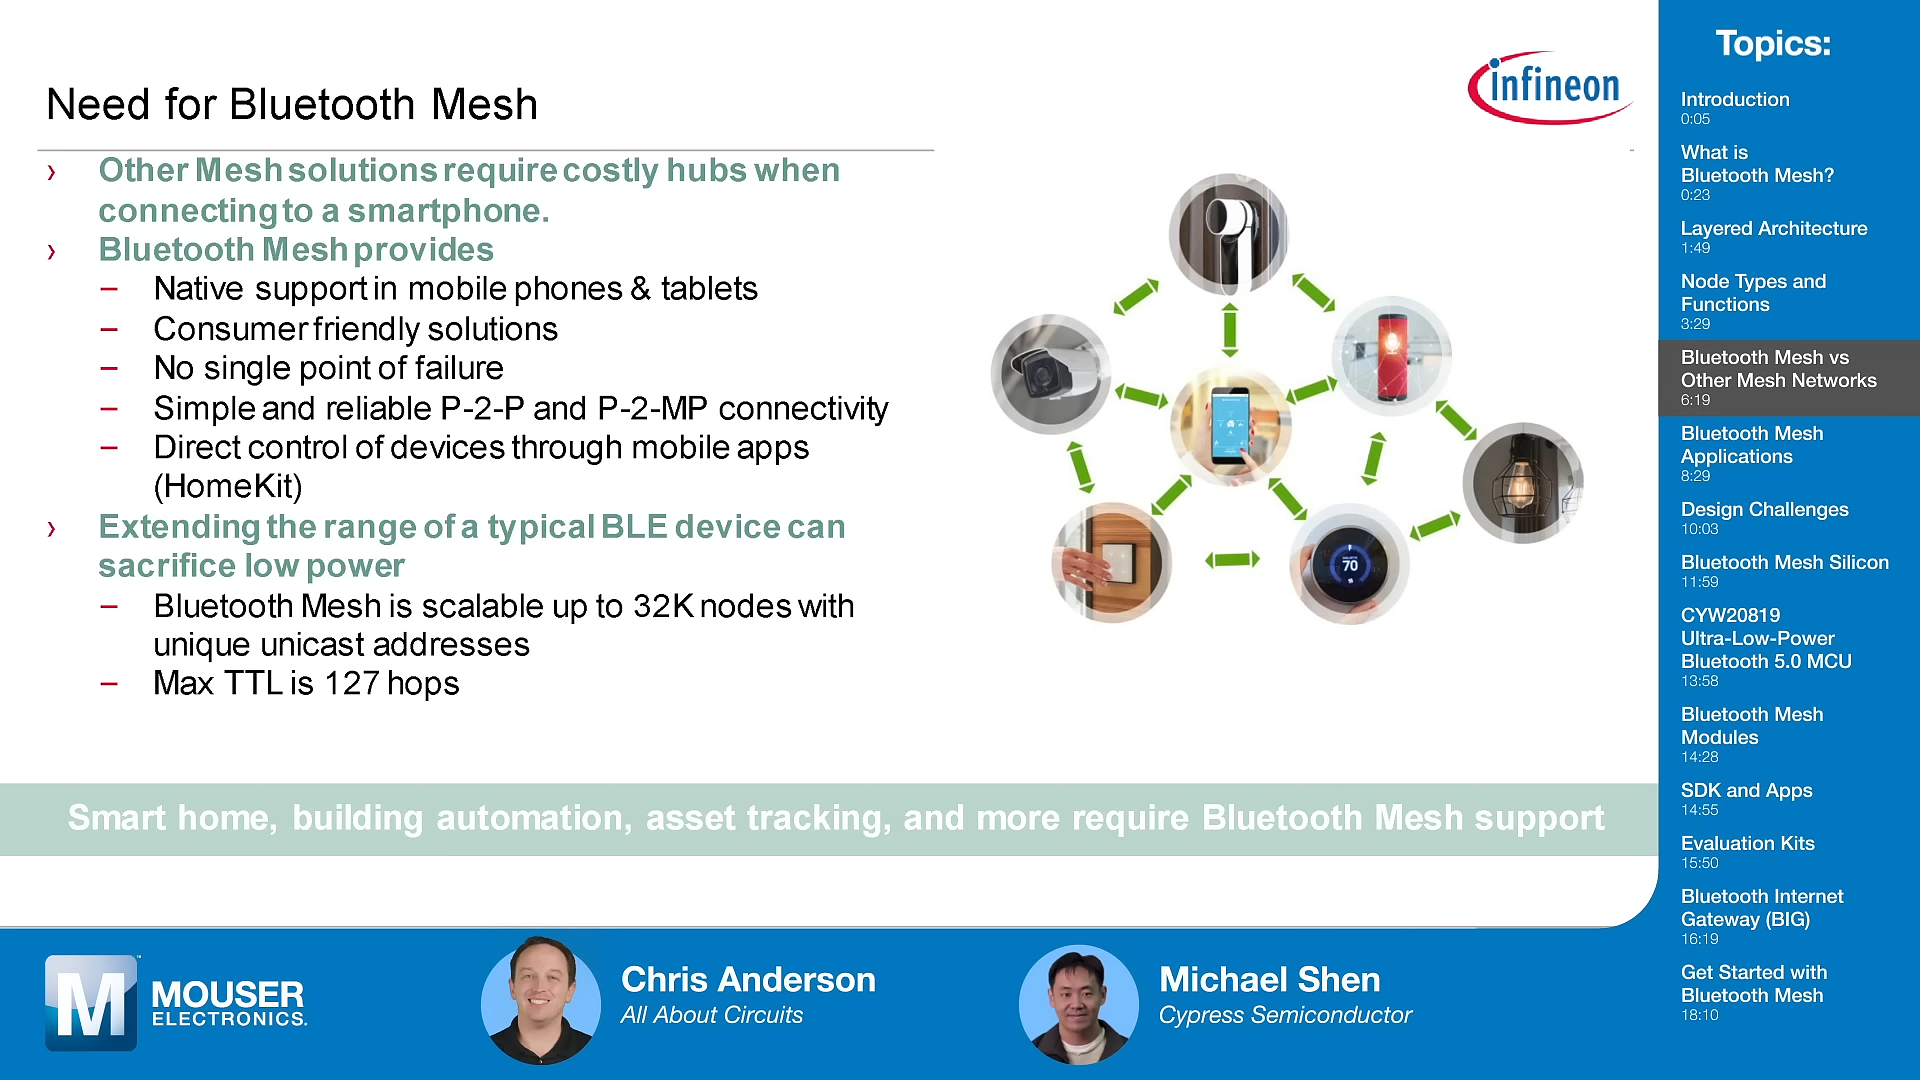 Need for Bluetooth Mesh
infineon
› Other Mesh solutions require costly hubs when
connecting to a smartphone.
› Bluetooth Mesh provides
– Native support in mobile phones & tablets
– Consumer friendly solutions
– No single point of failure
– Simple and reliable P-2-P and P-2-MP connectivity
– Direct control of devices through mobile apps
(HomeKit)
› Extending the range of a typical BLE device can
sacrifice low power
– Bluetooth Mesh is scalable up to 32K nodes with
unique unicast addresses
– Max TTL is 127 hops
70
Smart home, building automation, asset tracking, and more require Bluetooth Mesh support
M
MOUSER
ELECTRONICS.
Chris Anderson
All About Circuits
Michael Shen
Cypress Semiconductor
Topics:
Introduction
0:05
What is
Bluetooth Mesh?
0:23
Layered Architecture
1:49
Node Types and
Functions
3:29
Bluetooth Mesh vs
Other Mesh Networks
6:19
Bluetooth Mesh
Applications
8:29
Design Challenges
10:03
Bluetooth Mesh Silicon
11:59
CYW20819
Ultra-Low-Power
Bluetooth 5.0 MCU
13:58
Bluetooth Mesh
Modules
14:28
SDK and Apps
14:55
Evaluation Kits
15:50
Bluetooth Internet
Gateway (BIG)
16:19
Get Started with
Bluetooth Mesh
18:10